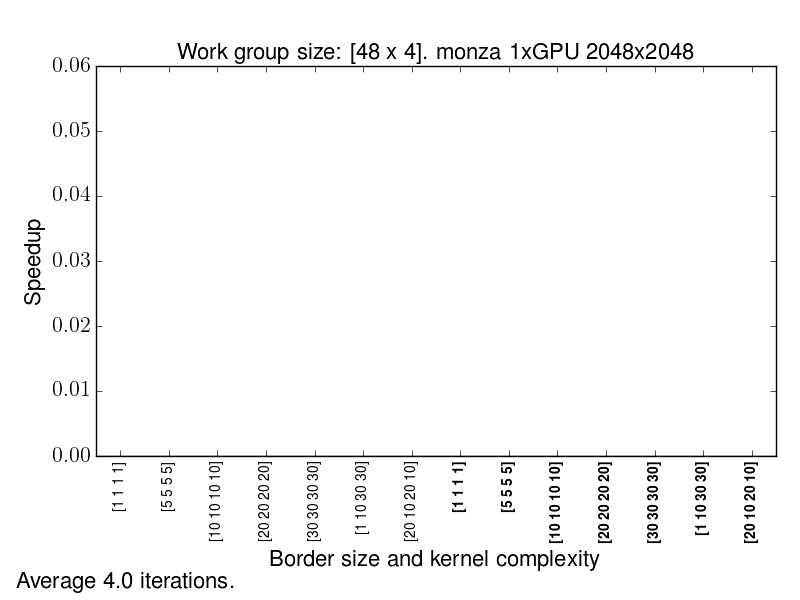 Work group size: [48 x 4]. monza 1xGPU 2048x2048
0.06
0.05
0.04
0.03
0.02
0.01
0.00
Speedup
[1 1 1 1]
[5 5 5 5]
[10 10 10 10]
[20 20 20 20]
[30 30 30 30]
[1 10 30 30]
[20 10 20 10]
[1 1 1 1]
[5 5 5 5]
[10 10 10 10]
[20 20 20 20]
[30 30 30 30]
[1 10 30 30]
[20 10 20 10]
Border size and kernel complexity
Average 4.0 iterations.